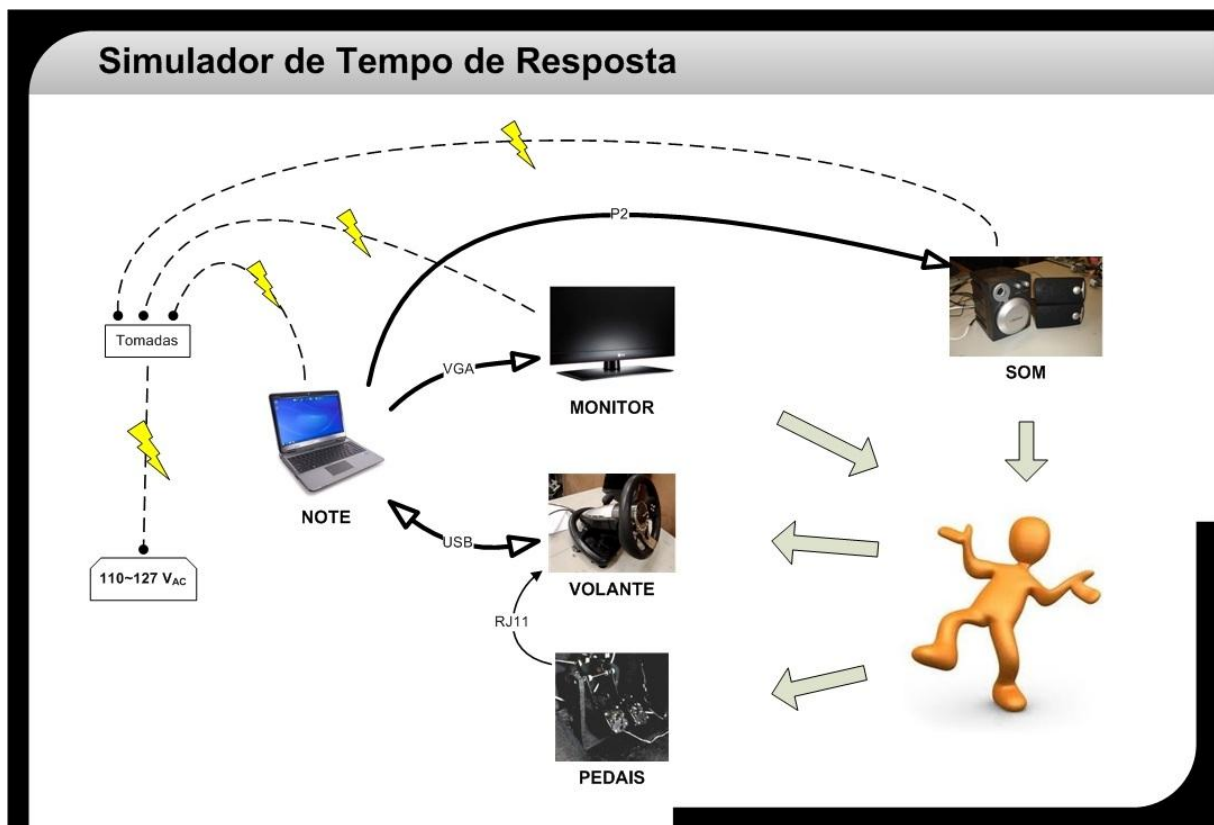 Simulador de Tempo de Resposta
P2
Tomadas
VGA
SOM
MONITOR
NOTE
USB
110~127 VAC
VOLANTE
RJ11
PEDAIS